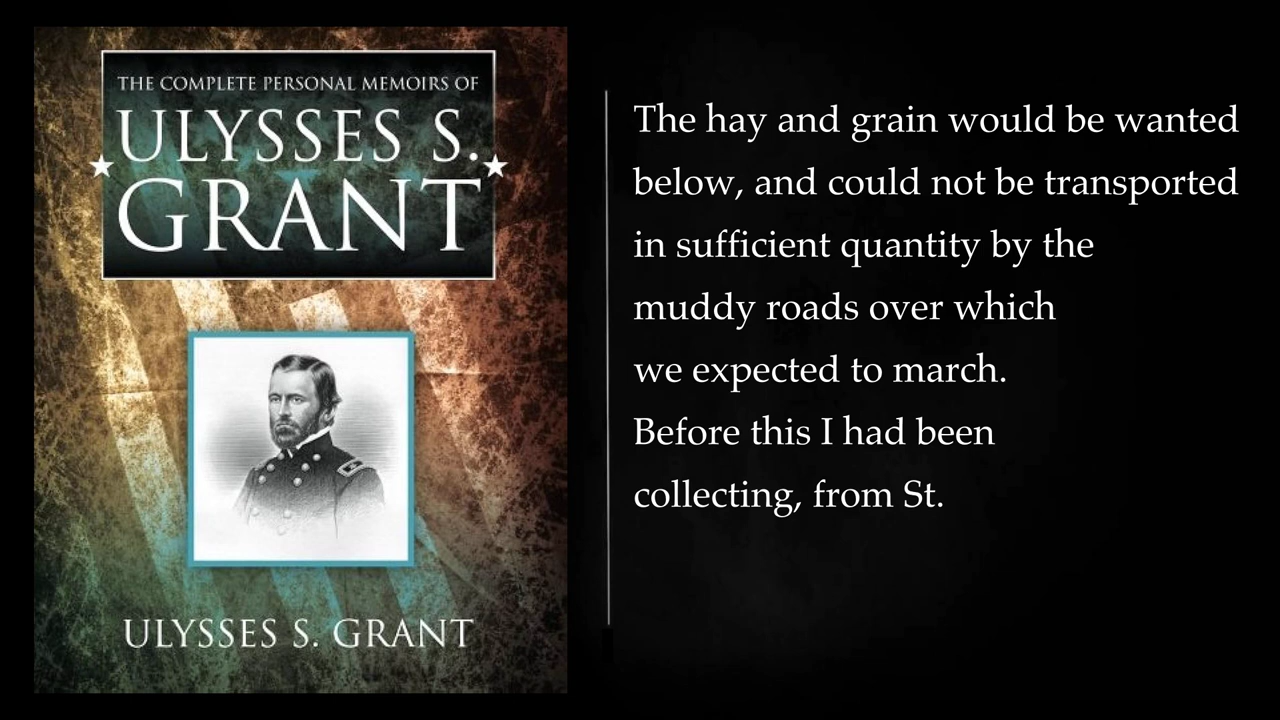 THE COMPLETE PERSONAL MEMOIRS OF
ULYSSES S.
GRANT
ULYSSES S. GRANT
The hay and grain would be wanted
below, and could not be transported
in sufficient quantity by the
muddy roads over which
we expected to march.
Before this I had been
collecting, from St.